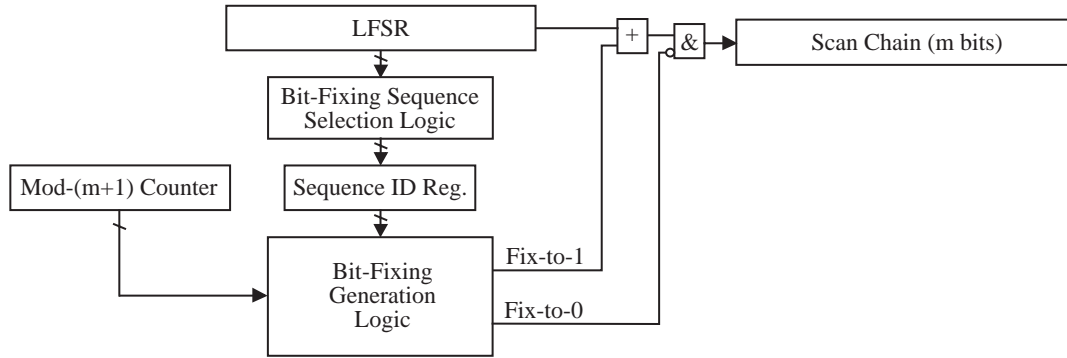 LFSR
+
&
Scan Chain (m bits)
Bit-Fixing Sequence
Selection Logic
Mod-(m+1) Counter
Sequence ID Reg.
Bit-Fixing
Generation
Logic
Fix-to-1
Fix-to-0